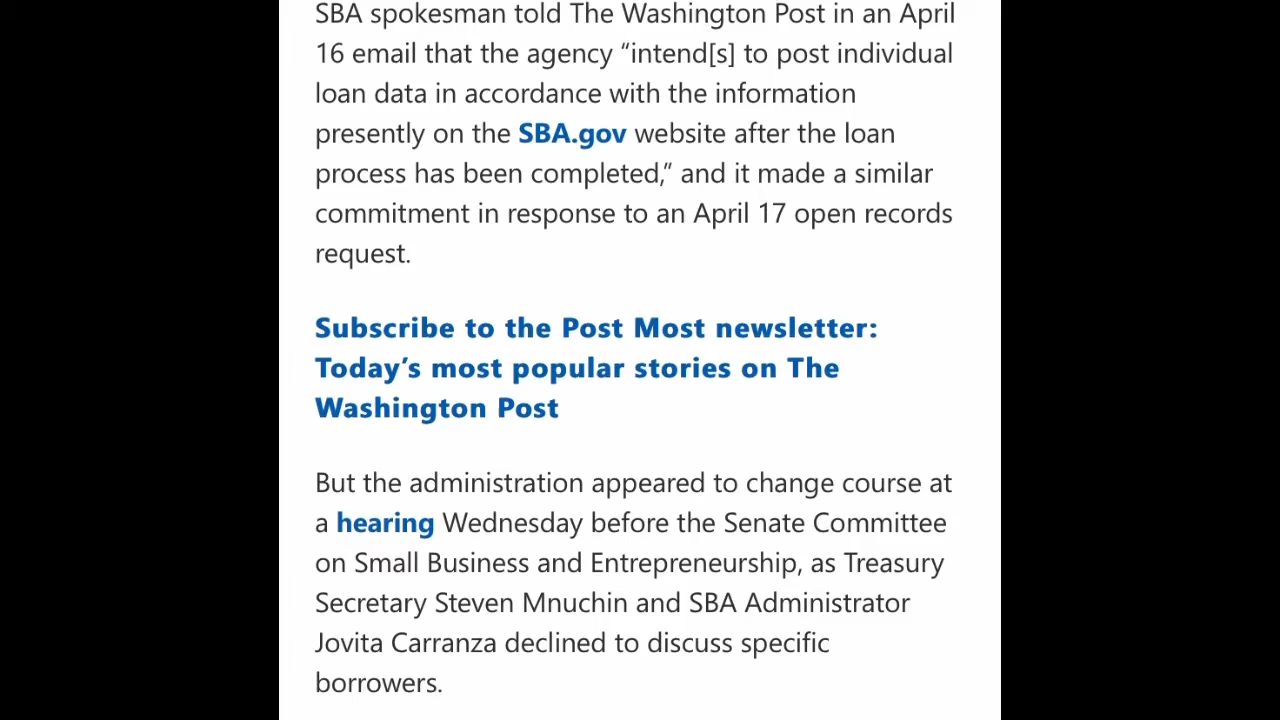 SBA spokesman told The Washington Post in an April
16 email that the agency “intend[s] to post individual
loan data in accordance with the information
presently on the SBA.gov website after the loan
process has been completed,” and it made a similar
commitment in response to an April 17 open records
request.
Subscribe to the Post Most newsletter:
Today’s most popular stories on The
Washington Post
But the administration appeared to change course at
a hearing Wednesday before the Senate Committee
on Small Business and Entrepreneurship, as Treasury
Secretary Steven Mnuchin and SBA Administrator
Jovita Carranza declined to discuss specific
borrowers.